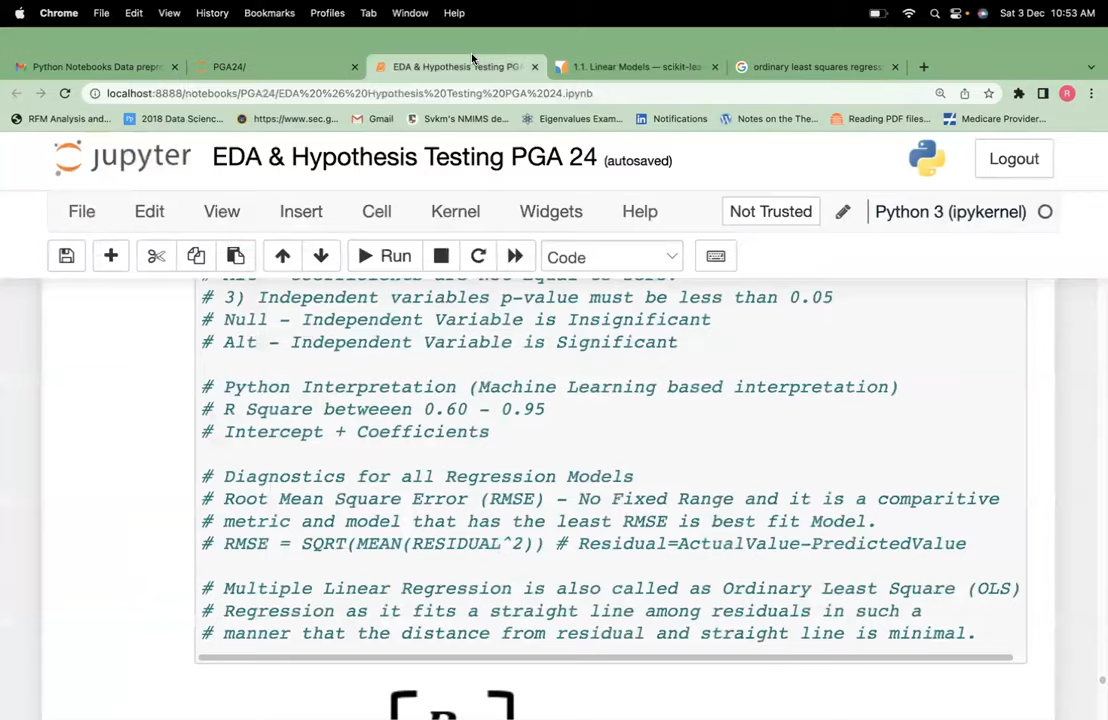 Chrome File Edit View History Bookmarks Profiles Tab Window Help Sat 3 Dec 10:53 AM
Python Notebooks Data prepr PGA24/ EDA & Hypothesis Testing PG 1.1. Linear Models — scikit-lea ordinary least squares regress
localhost:8888/notebooks/PGA24/EDA%20%26%20Hypothesis%20Testing%20PGA%2024.ipynb R
RFM Analysis and... 2018 Data Scienc... https://www.sec.g... Gmail Svkm's NMIMS de... Eigenvalues Exam... Notifications Notes on the The... Reading PDF files... Medicare Provider...
jupyter EDA & Hypothesis Testing PGA 24 (autosaved) Logout
File Edit View Insert Cell Kernel Widgets Help Not Trusted Python 3 (ipykernel)
Run Code
# 3) Independent variables p-value must be less than 0.05
# Null - Independent Variable is Insignificant
# Alt - Independent Variable is Significant
# Python Interpretation (Machine Learning based interpretation)
# R Square betweeen 0.60 - 0.95
# Intercept + Coefficients
# Diagnostics for all Regression Models
# Root Mean Square Error (RMSE) - No Fixed Range and it is a comparitive
# metric and model that has the least RMSE is best fit Model.
# RMSE = SQRT(MEAN(RESIDUAL^2)) # Residual=ActualValue-PredictedValue
# Multiple Linear Regression is also called as Ordinary Least Square (OLS)
# Regression as it fits a straight line among residuals in such a
# manner that the distance from residual and straight line is minimal.